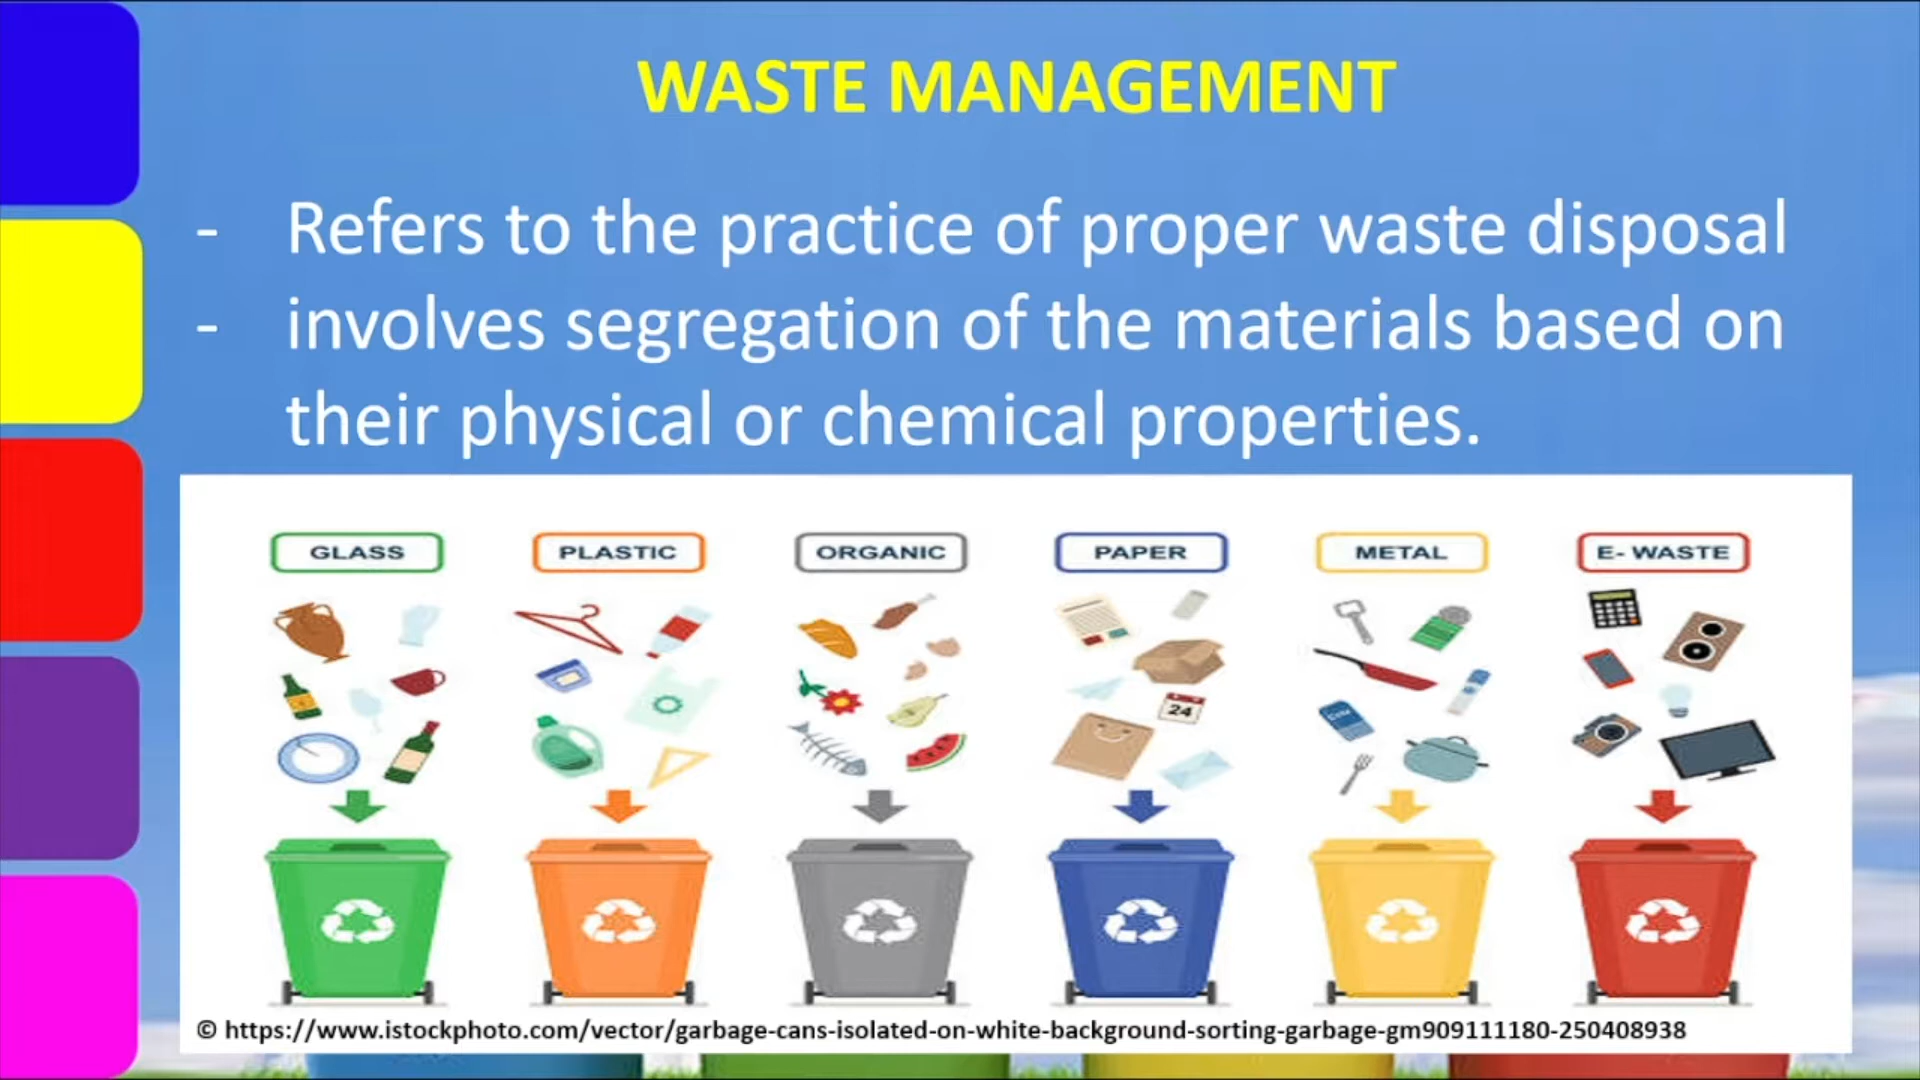 WASTE MANAGEMENT
- Refers to the practice of proper waste disposal
- involves segregation of the materials based on
their physical or chemical properties.
GLASS PLASTIC ORGANIC PAPER METAL E- WASTE
24
© https://www.istockphoto.com/vector/garbage-cans-isolated-on-white-background-sorting-garbage-gm909111180-250408938